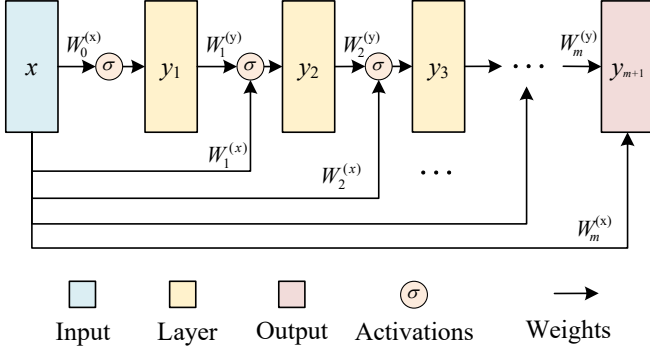 x W_0^{(x)} σ y_1 W_1^{(y)} σ y_2 W_2^{(y)} σ y_3 ··· W_m^{(y)} y_{m+1}
W_1^{(x)}
W_2^{(x)} ···
W_m^{(x)}
σ
Input Layer Output Activations Weights